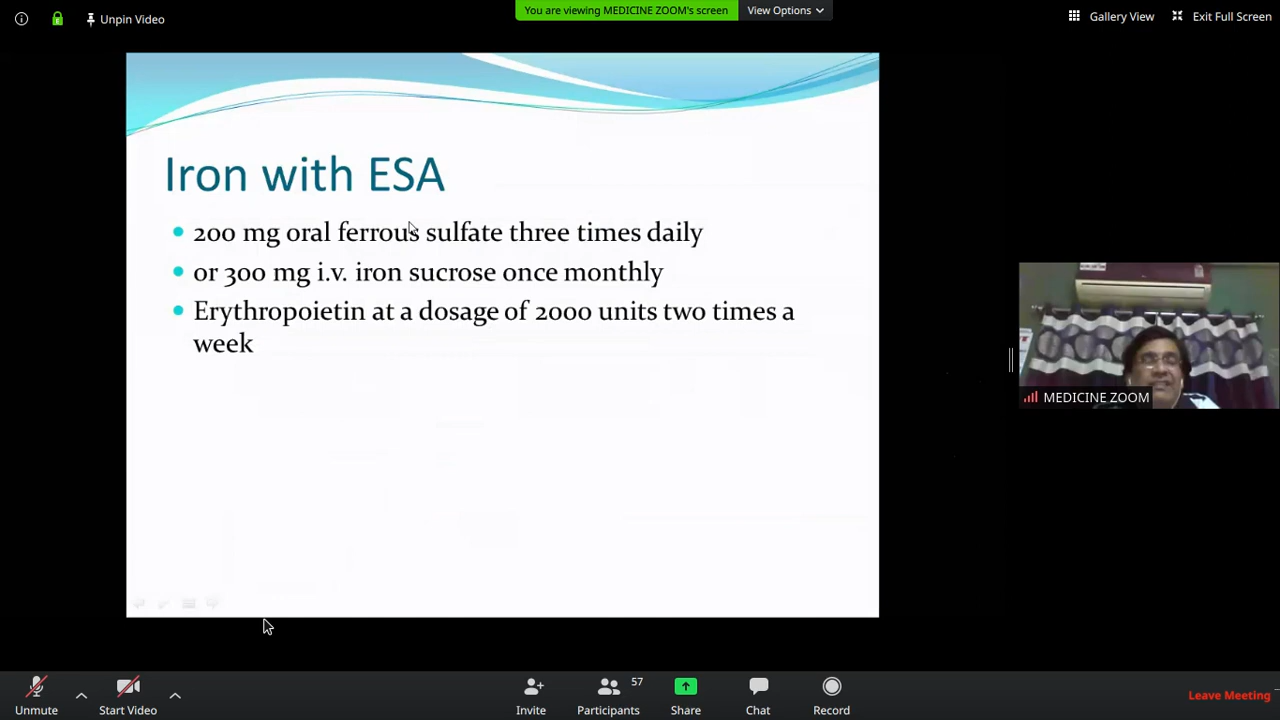 Unpin Video
You are viewing MEDICINE ZOOM's screen
View Options
Gallery View
Exit Full Screen
Iron with ESA
200 mg oral ferrous sulfate three times daily
or 300 mg i.v. iron sucrose once monthly
Erythropoietin at a dosage of 2000 units two times a
week
MEDICINE ZOOM
Unmute
Start Video
Invite
Participants
57
Share
Chat
Record
Leave Meeting